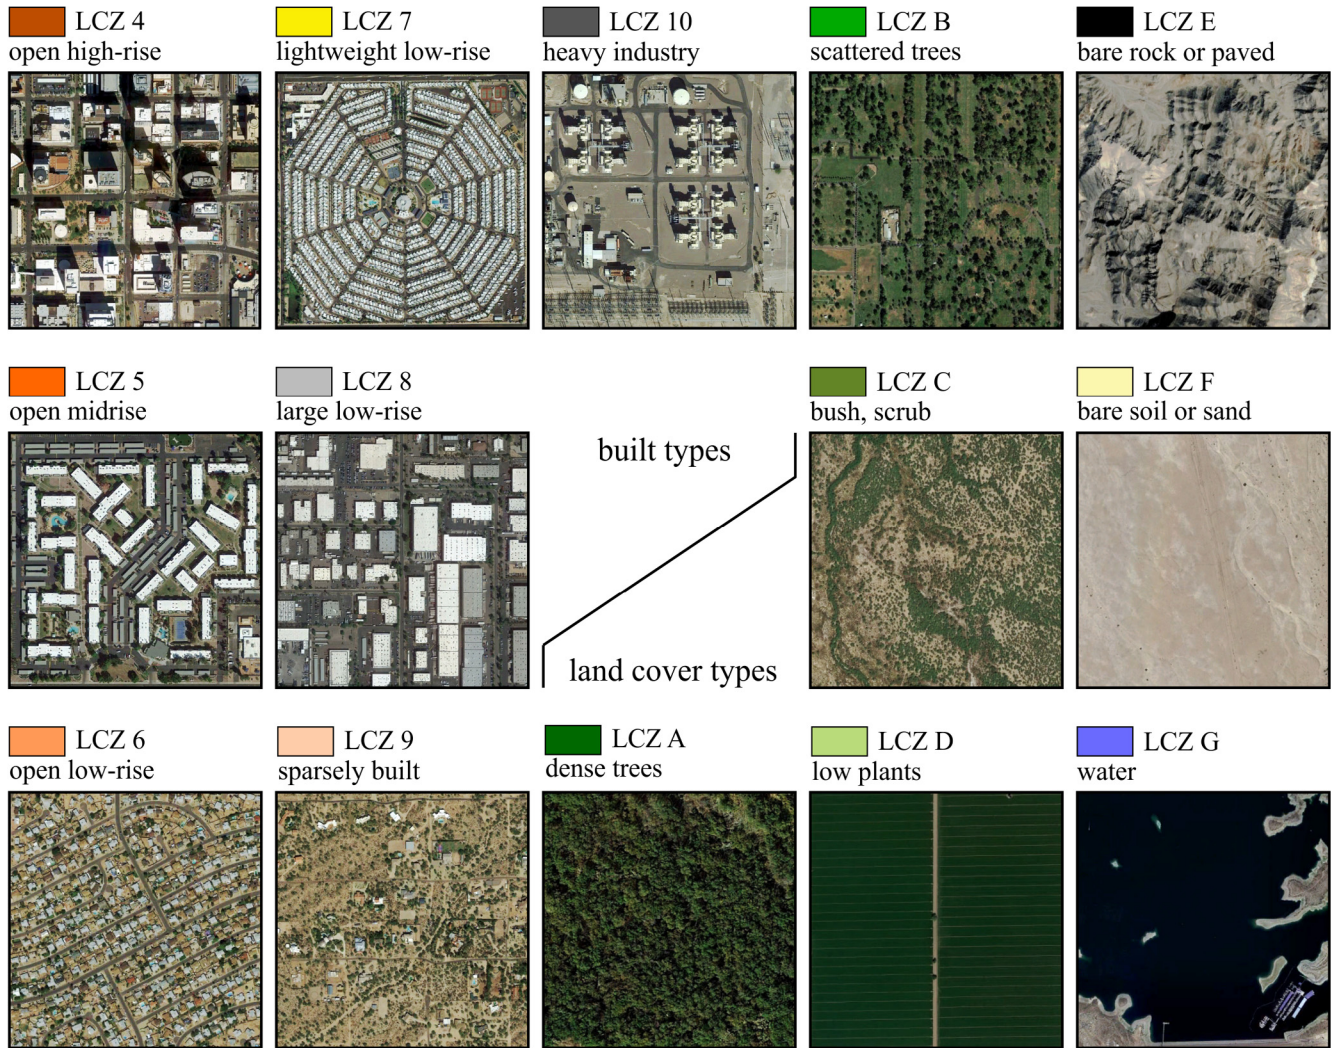 LCZ 4
open high-rise
LCZ 7
lightweight low-rise
LCZ 10
heavy industry
LCZ B
scattered trees
LCZ E
bare rock or paved
LCZ 5
open midrise
LCZ 8
large low-rise
built types
land cover types
LCZ C
bush, scrub
LCZ F
bare soil or sand
LCZ 6
open low-rise
LCZ 9
sparsely built
LCZ A
dense trees
LCZ D
low plants
LCZ G
water